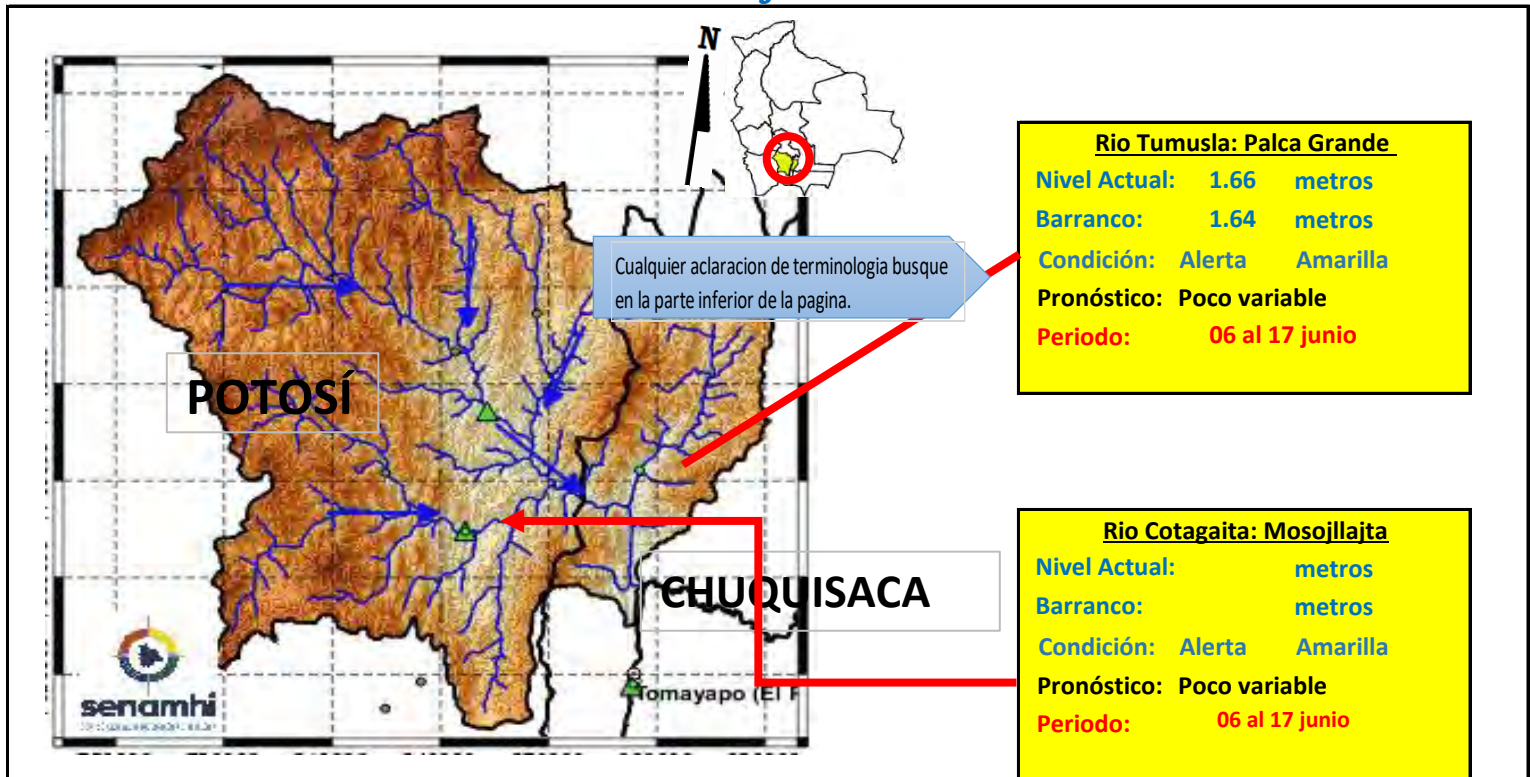 N
Rio Tumusla: Palca Grande
Nivel Actual: 1.66 metros
Barranco: 1.64 metros
Condición: Alerta Amarilla
Pronóstico: Poco variable
Periodo: 06 al 17 junio
Cualquier aclaracion de terminologia busque
en la parte inferior de la pagina.
POTOSÍ
CHUQUISACA
Rio Cotagaita: Mosojllajta
Nivel Actual: metros
Barranco: metros
Condición: Alerta Amarilla
Pronóstico: Poco variable
Periodo: 06 al 17 junio
senamhi
Tomayapo (El